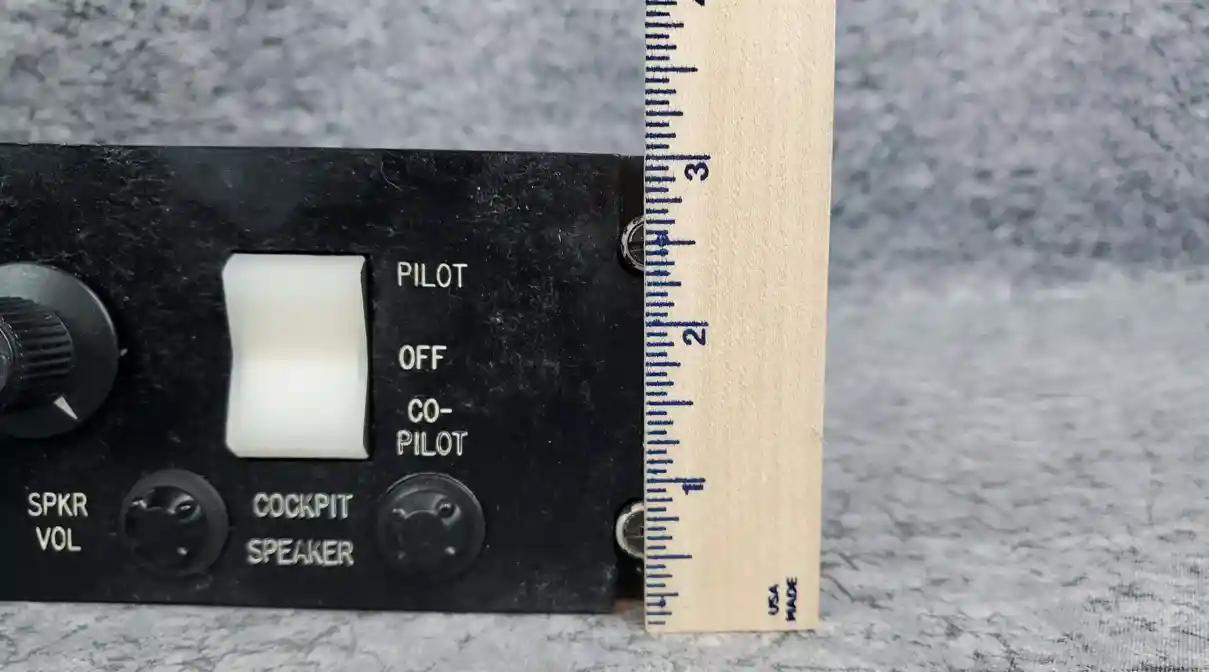 PILOT
OFF
CO-
PILOT
SPKR
VOL
COCKPIT
SPEAKER
3
2
1
USA
MADE